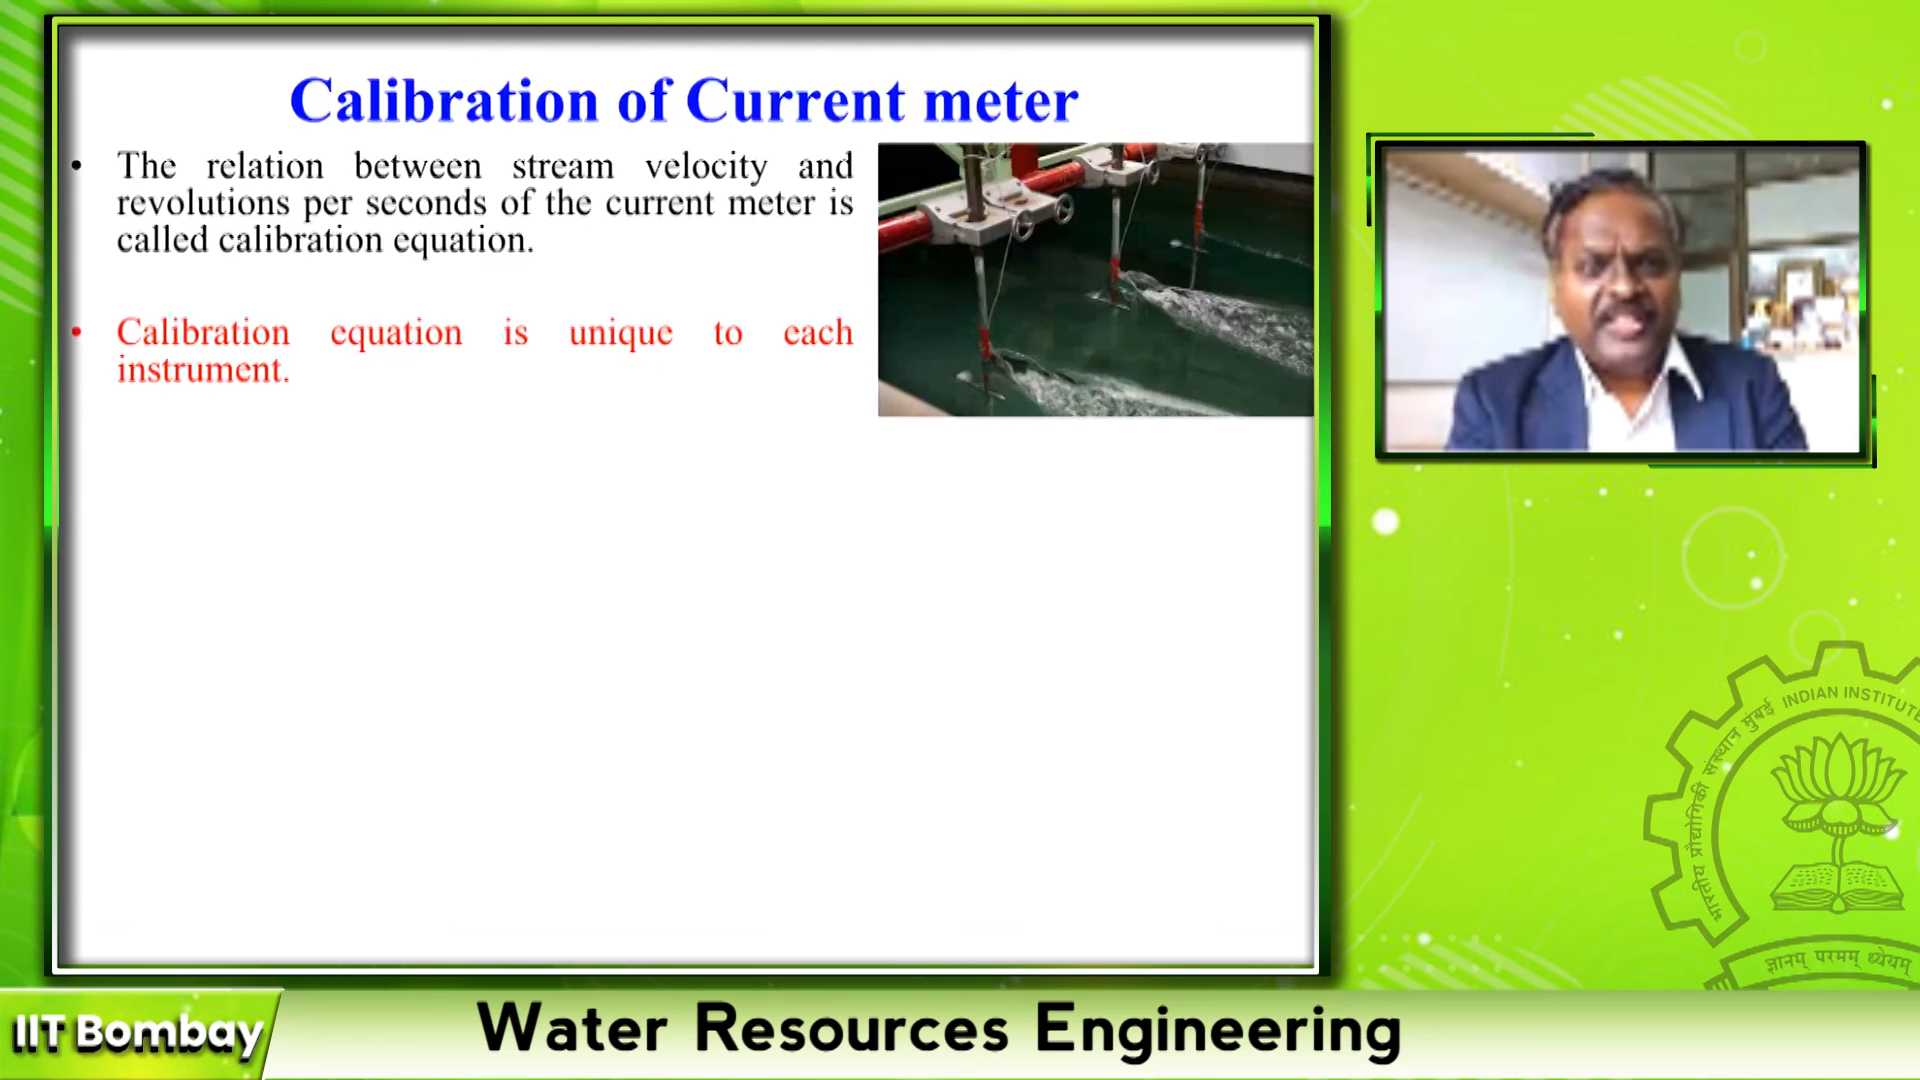 Calibration of Current meter
• The relation between stream velocity and
revolutions per seconds of the current meter is
called calibration equation.
• Calibration equation is unique to each
instrument.
भारतीय प्रौद्योगिकी संस्थान मुंबई INDIAN INSTITUTE
ज्ञानम् परमम् ध्येयम्
IIT Bombay
Water Resources Engineering